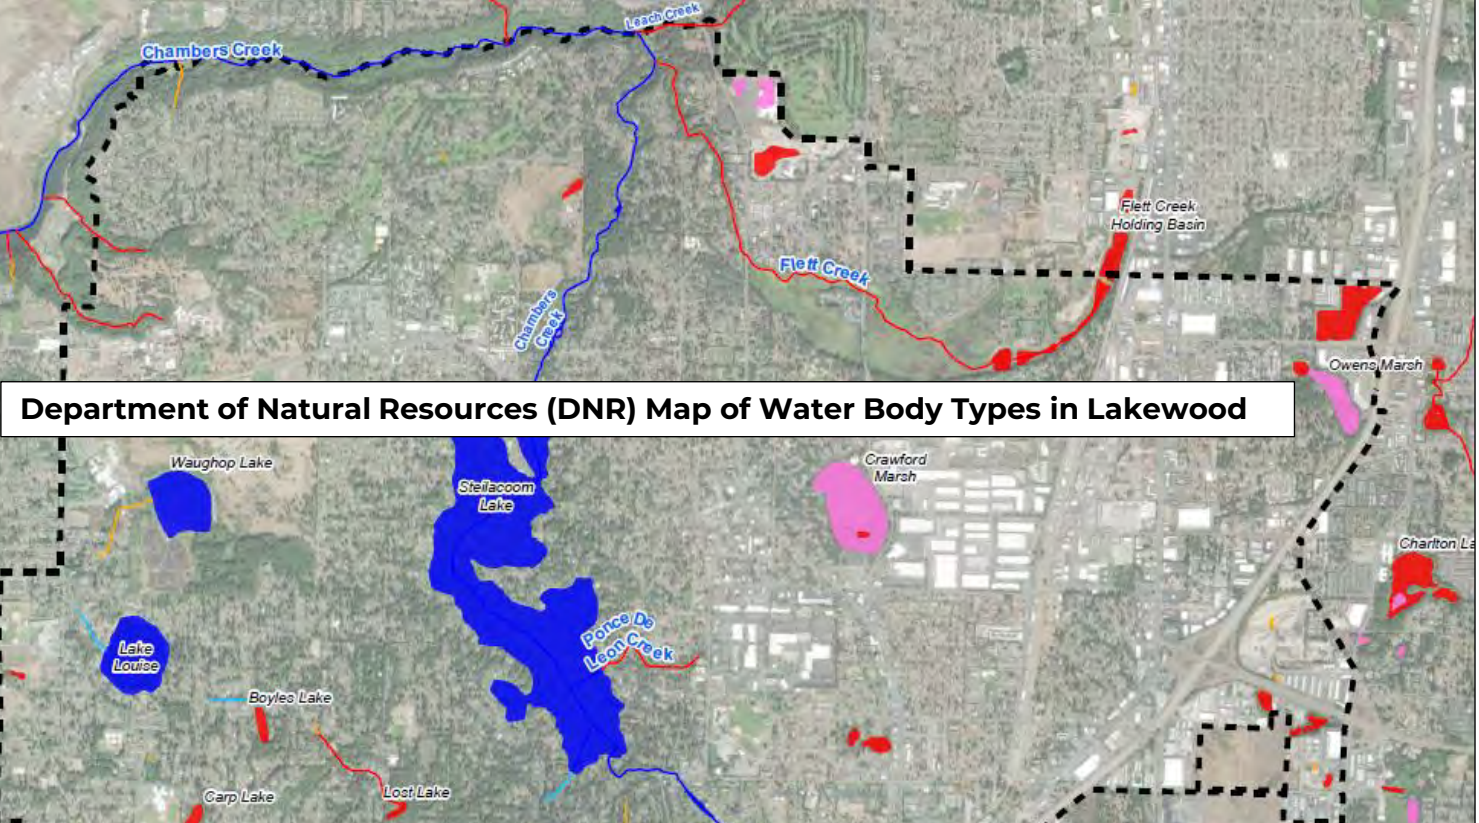 Leach Creek
Chambers Creek
Flett Creek
Holding Basin
Flett Creek
Chambers
Creek
Owens Marsh
Department of Natural Resources (DNR) Map of Water Body Types in Lakewood
Waughop Lake
Crawford
Marsh
Steilacoom
Lake
Charlton La
Ponce De
Leon Creek
Lake
Louise
Boyles Lake
Carp Lake
Lost Lake